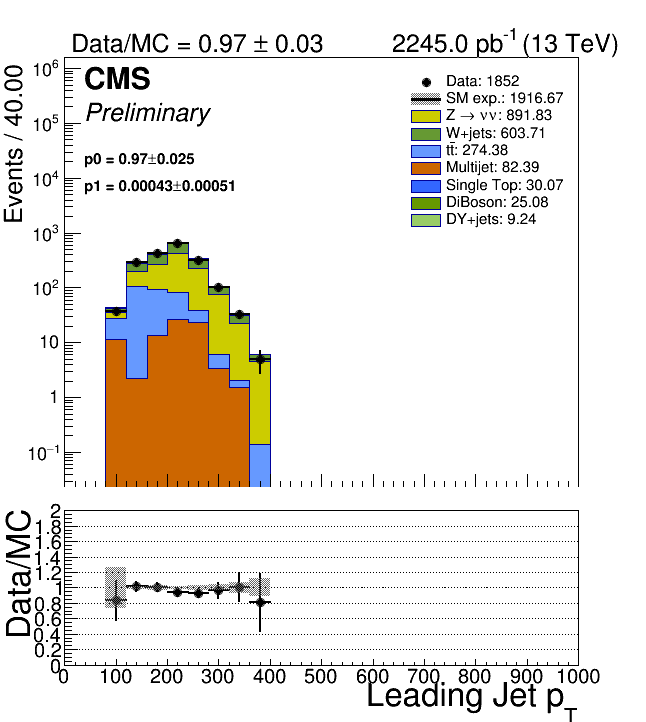 Data/MC = 0.97 ± 0.03 2245.0 pb⁻¹ (13 TeV)
CMS
Preliminary
p0 = 0.97±0.025
p1 = 0.00043±0.00051
Data: 1852
SM exp.: 1916.67
Z → νν: 891.83
W+jets: 603.71
tt̄: 274.38
Multijet: 82.39
Single Top: 30.07
DiBoson: 25.08
DY+jets: 9.24
Events / 40.00
10⁶
10⁵
10⁴
10³
10²
10
1
10⁻¹
Data/MC
2
1.8
1.6
1.4
1.2
1
0.8
0.6
0.4
0.2
0
0 100 200 300 400 500 600 700 800 900 1000
Leading Jet p_T